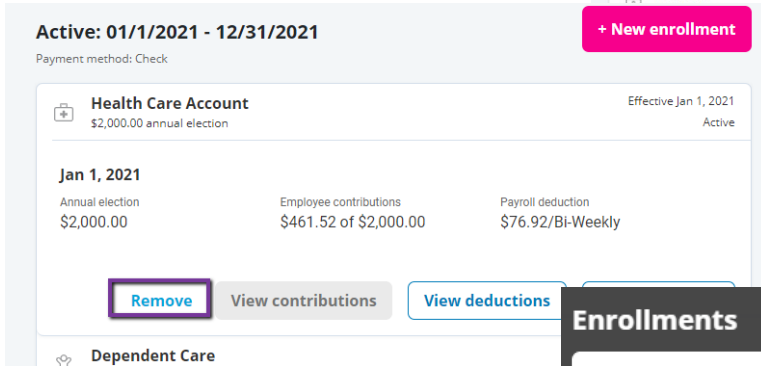 Active: 01/1/2021 - 12/31/2021
+ New enrollment
Payment method: Check
Health Care Account
Effective Jan 1, 2021
$2,000.00 annual election
Active
Jan 1, 2021
Annual election
Employee contributions
Payroll deduction
$2,000.00
$461.52 of $2,000.00
$76.92/Bi-Weekly
Remove
View contributions
View deductions
Enrollments
Dependent Care